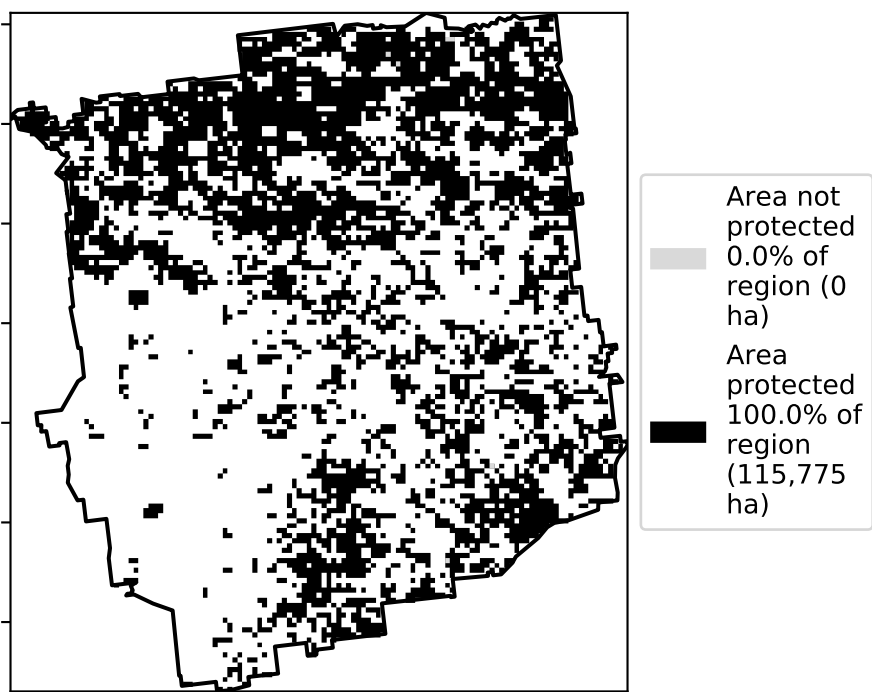 Area not
protected
0.0% of
region (0
ha)
Area
protected
100.0% of
region
(115,775
ha)